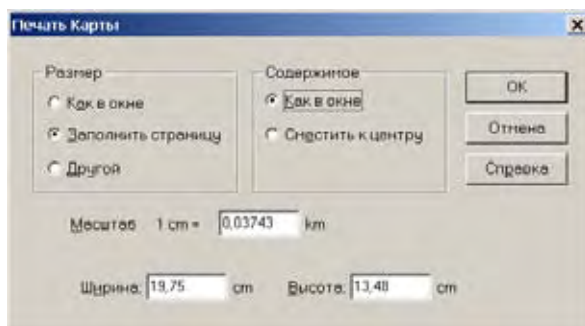 Печать Карты
Размер
Как в окне
Заполнить страницу
Другой
Содержимое
Как в окне
Сместить к центру
ОК
Отмена
Справка
Масштаб 1 cm = 0,03743 km
Ширина: 19,75 cm Высота: 13,48 cm